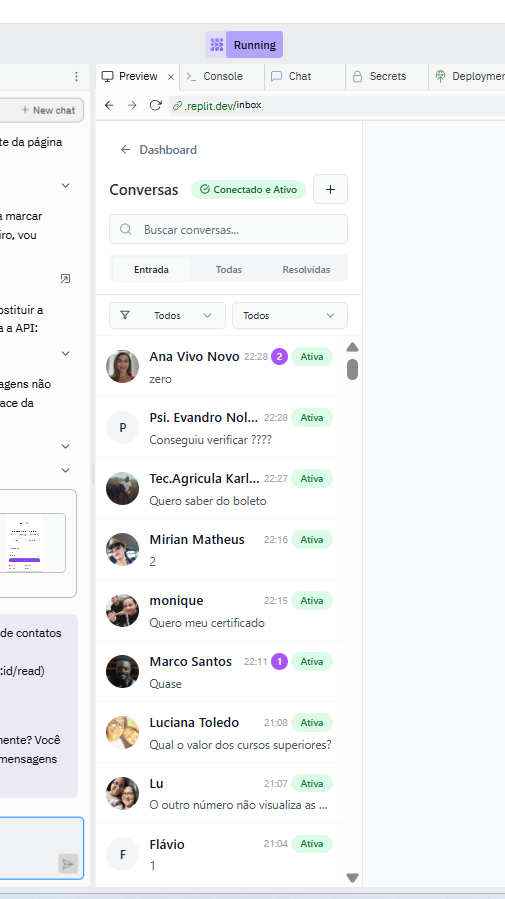 Running
Preview
Console
Chat
Secrets
Deploymen
New chat
.replit.dev/inbox
te da página
a marcar
iro, vou
ostituir a
a a API:
agens não
ace da
de contatos
:id/read)
mente? Você
mensagens
Dashboard
Conversas
Conectado e Ativo
Buscar conversas...
Entrada
Todas
Resolvidas
Todos
Todos
Ana Vivo Novo 22:28 2 Ativa
zero
P
Psi. Evandro Nol... 22:28 Ativa
Conseguiu verificar ????
Tec.Agricula Karl... 22:27 Ativa
Quero saber do boleto
Mirian Matheus 22:16 Ativa
2
monique 22:15 Ativa
Quero meu certificado
Marco Santos 22:11 1 Ativa
Quase
Luciana Toledo 21:08 Ativa
Qual o valor dos cursos superiores?
Lu 21:07 Ativa
O outro número não visualiza as ...
F
Flávio 21:04 Ativa
1